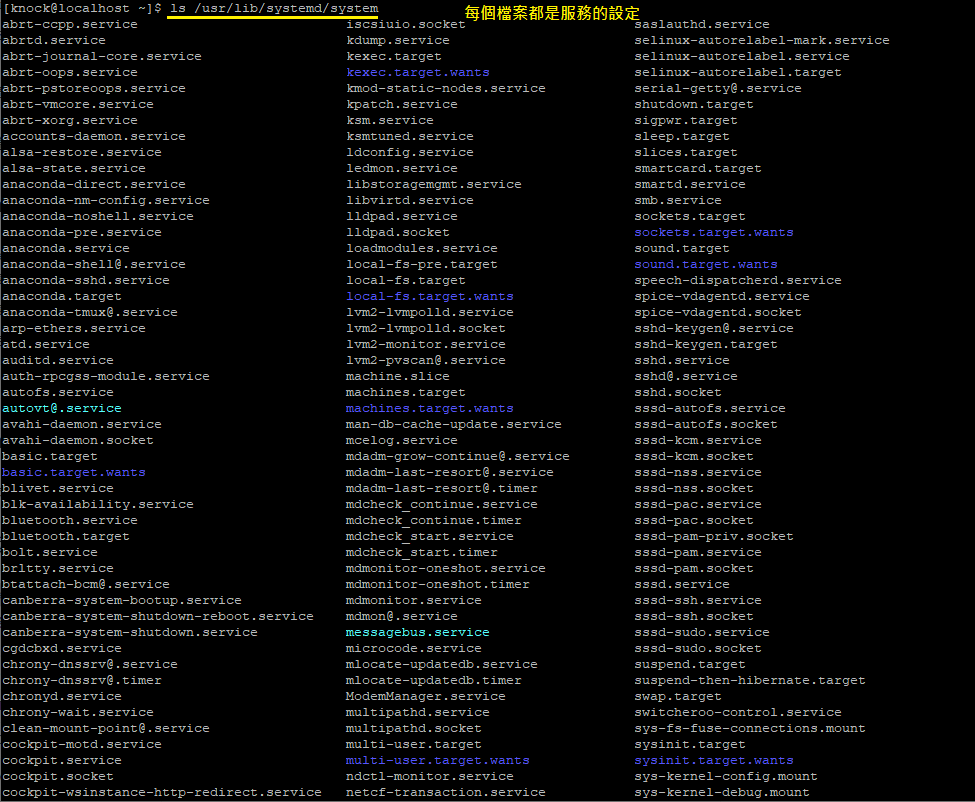 [knock@localhost ~]$ ls /usr/lib/systemd/system 每個檔案都是服務的設定
abrt-ccpp.service iscsiuio.socket saslauthd.service
abrtd.service kdump.service selinux-autorelabel-mark.service
abrt-journal-core.service kexec.target selinux-autorelabel.service
abrt-oops.service kexec.target.wants selinux-autorelabel.target
abrt-pstoreoops.service kmod-static-nodes.service serial-getty@.service
abrt-vmcore.service kpatch.service shutdown.target
abrt-xorg.service ksm.service sigpwr.target
accounts-daemon.service ksmtuned.service sleep.target
alsa-restore.service ldconfig.service slices.target
alsa-state.service ledmon.service smartcard.target
anaconda-direct.service libstoragemgmt.service smartd.service
anaconda-nm-config.service libvirtd.service smb.service
anaconda-noshell.service lldpad.service sockets.target
anaconda-pre.service lldpad.socket sockets.target.wants
anaconda.service loadmodules.service sound.target
anaconda-shell@.service local-fs-pre.target sound.target.wants
anaconda-sshd.service local-fs.target speech-dispatcherd.service
anaconda.target local-fs.target.wants spice-vdagentd.service
anaconda-tmux@.service lvm2-lvmpolld.service spice-vdagentd.socket
arp-ethers.service lvm2-lvmpolld.socket sshd-keygen@.service
atd.service lvm2-monitor.service sshd-keygen.target
auditd.service lvm2-pvscan@.service sshd.service
auth-rpcgss-module.service machine.slice sshd@.service
autofs.service machines.target sshd.socket
autovt@.service machines.target.wants sssd-autofs.service
avahi-daemon.service man-db-cache-update.service sssd-autofs.socket
avahi-daemon.socket mcelog.service sssd-kcm.service
basic.target mdadm-grow-continue@.service sssd-kcm.socket
basic.target.wants mdadm-last-resort@.service sssd-nss.service
blivet.service mdadm-last-resort@.timer sssd-nss.socket
blk-availability.service mdcheck_continue.service sssd-pac.service
bluetooth.service mdcheck_continue.timer sssd-pac.socket
bluetooth.target mdcheck_start.service sssd-pam-priv.socket
bolt.service mdcheck_start.timer sssd-pam.service
brltty.service mdmonitor-oneshot.service sssd-pam.socket
btattach-bcm@.service mdmonitor-oneshot.timer sssd.service
canberra-system-bootup.service mdmonitor.service sssd-ssh.service
canberra-system-shutdown-reboot.service mdmon@.service sssd-ssh.socket
canberra-system-shutdown.service messagebus.service sssd-sudo.service
cgdcbxd.service microcode.service sssd-sudo.socket
chrony-dnssrv@.service mlocate-updatedb.service suspend.target
chrony-dnssrv@.timer mlocate-updatedb.timer suspend-then-hibernate.target
chronyd.service ModemManager.service swap.target
chrony-wait.service multipathd.service switcheroo-control.service
clean-mount-point@.service multipathd.socket sys-fs-fuse-connections.mount
cockpit-motd.service multi-user.target sysinit.target
cockpit.service multi-user.target.wants sysinit.target.wants
cockpit.socket ndctl-monitor.service sys-kernel-config.mount
cockpit-wsinstance-http-redirect.service netcf-transaction.service sys-kernel-debug.mount